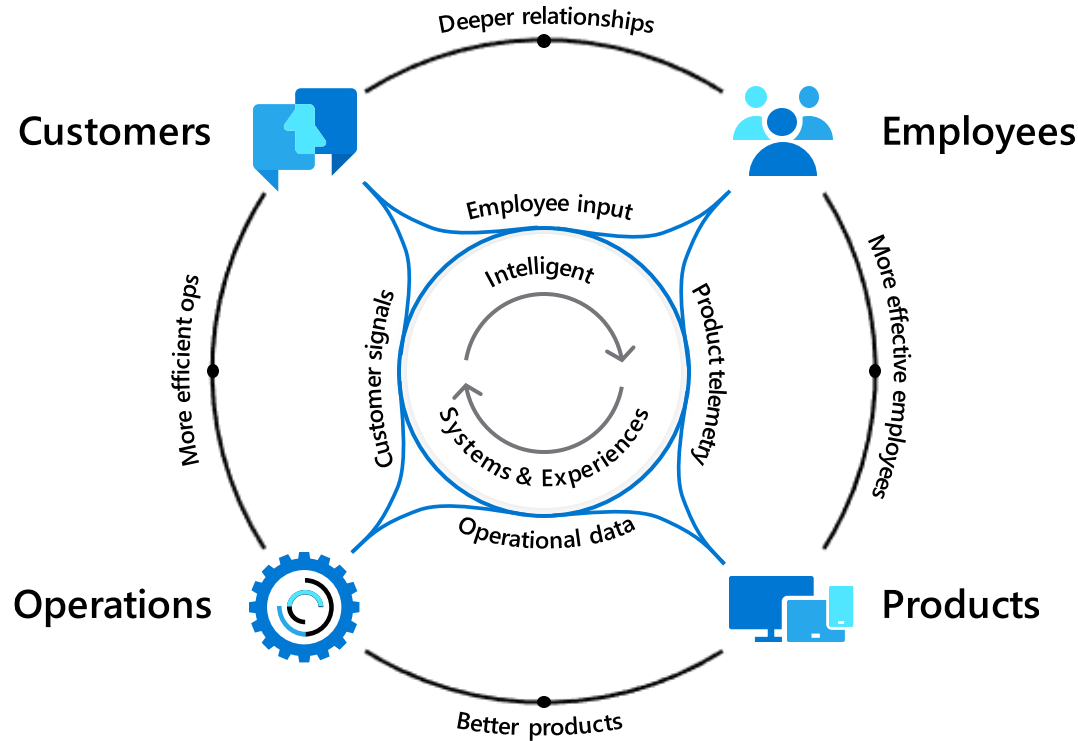 Deeper relationships
Customers
Employees
Employee input
Intelligent
More efficient ops
Customer signals
Product telemetry
More effective employees
Systems & Experiences
Operational data
Operations
Products
Better products